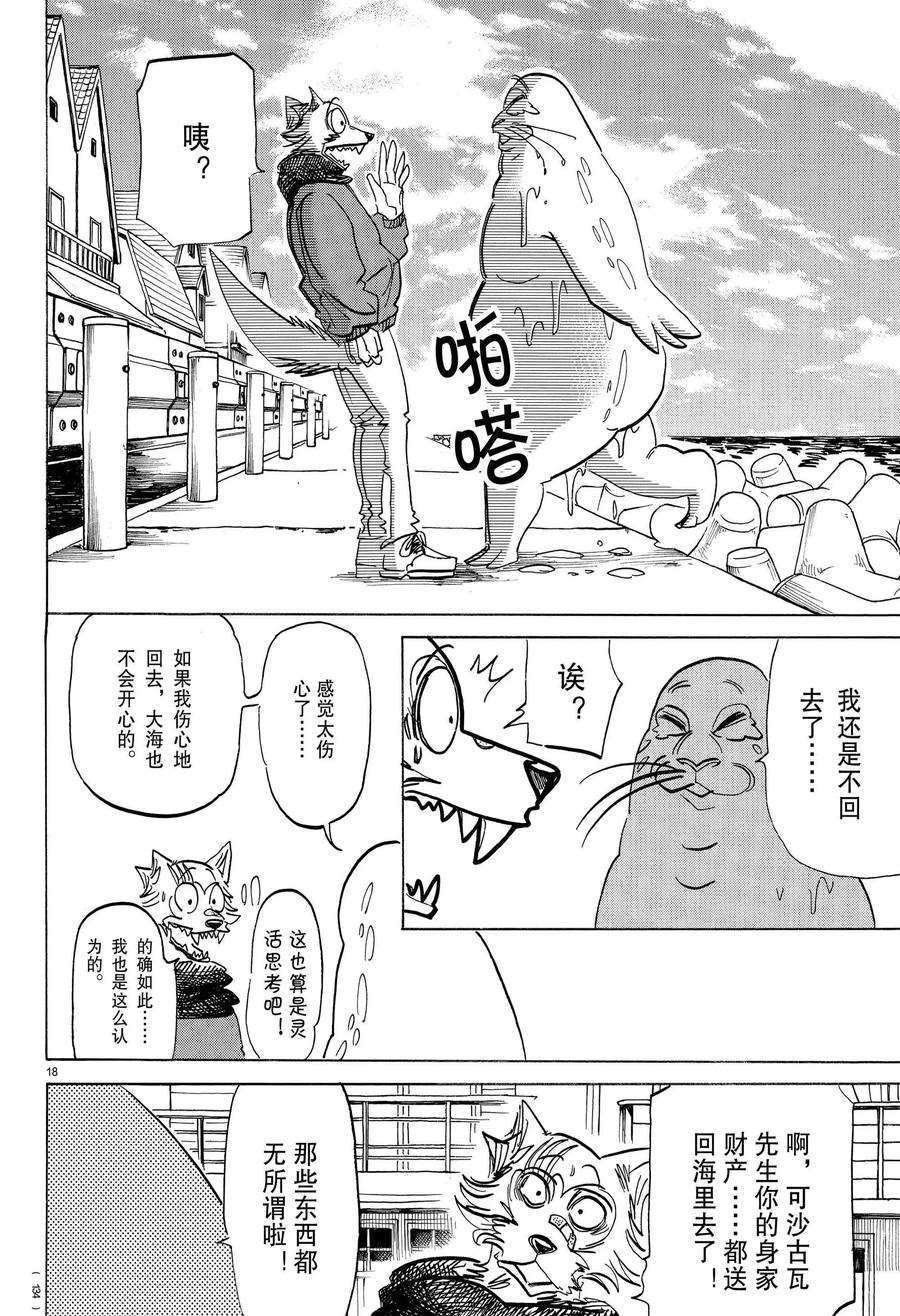 咦？
啪
嗒
我还是不回
去了……
诶？
感觉太伤
心了……
如果我伤心地
回去，大海也
不会开心的。
这也算是灵
活思考吧！
的确如此……
我也是这么认
为的。
18
啊，可沙古瓦
先生你的身家
财产……都送
回海里去了！
那些东西都
无所谓啦！
( 134 )